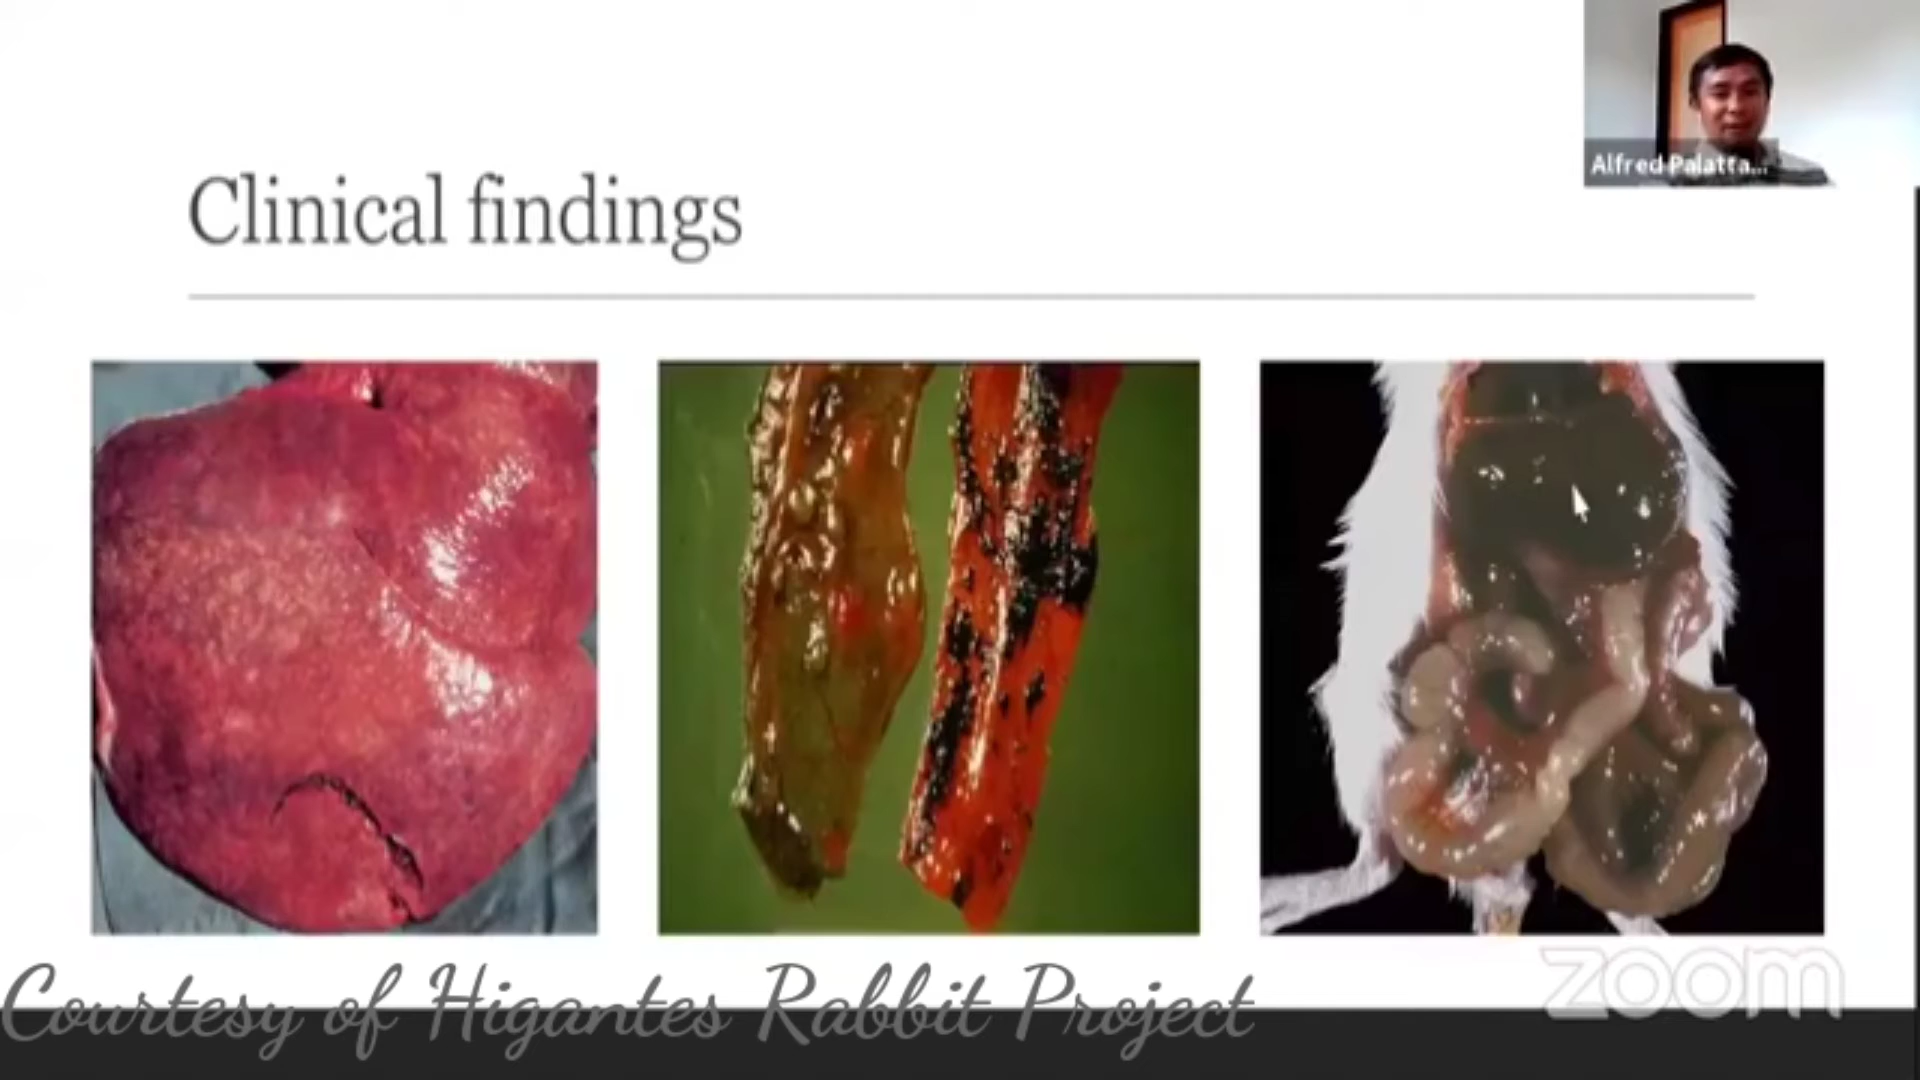 Alfred Palatta...
Clinical findings
zoom
Courtesy of Higantes Rabbit Project